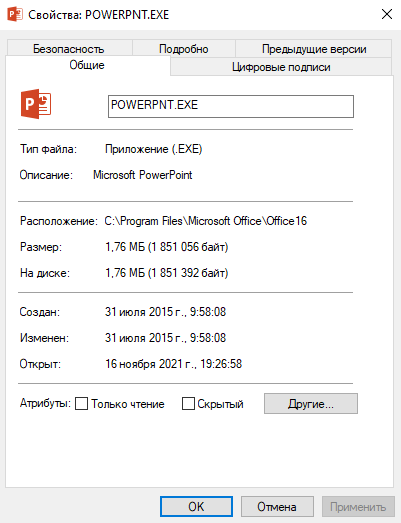 Свойства: POWERPNT.EXE
Безопасность Подробно Предыдущие версии
Общие Цифровые подписи
POWERPNT.EXE
Тип файла: Приложение (.EXE)
Описание: Microsoft PowerPoint
Расположение: C:\Program Files\Microsoft Office\Office16
Размер: 1,76 МБ (1 851 056 байт)
На диске: 1,76 МБ (1 851 392 байт)
Создан: 31 июля 2015 г., 9:58:08
Изменен: 31 июля 2015 г., 9:58:08
Открыт: 16 ноября 2021 г., 19:26:58
Атрибуты: Только чтение Скрытый Другие...
OK Отмена Применить